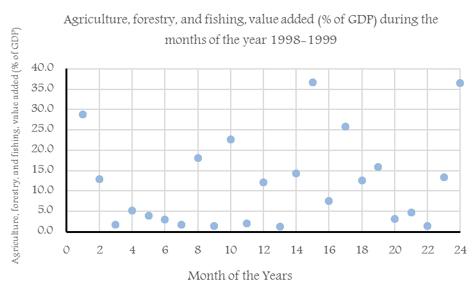 Agriculture, forestry, and fishing, value added (% of GDP) during the
months of the year 1998-1999
Agriculture, forestry, and fishing, value added (% of GDP)
40.0
35.0
30.0
25.0
20.0
15.0
10.0
5.0
0.0
0 2 4 6 8 10 12 14 16 18 20 22 24
Month of the Years